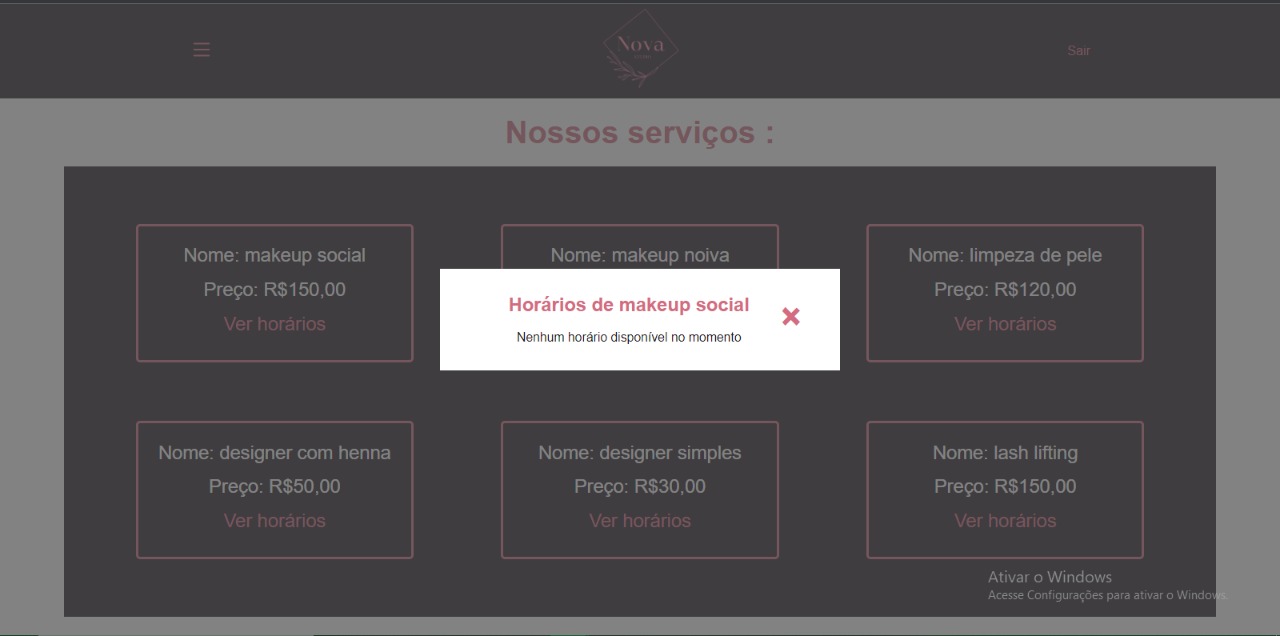 Nova
Sair
Nossos serviços :
Nome: makeup social
Preço: R$150,00
Ver horários
Nome: makeup noiva
Nome: limpeza de pele
Preço: R$120,00
Ver horários
Horários de makeup social
Nenhum horário disponível no momento
Nome: designer com henna
Preço: R$50,00
Ver horários
Nome: designer simples
Preço: R$30,00
Ver horários
Nome: lash lifting
Preço: R$150,00
Ver horários
Ativar o Windows
Acesse Configurações para ativar o Windows.